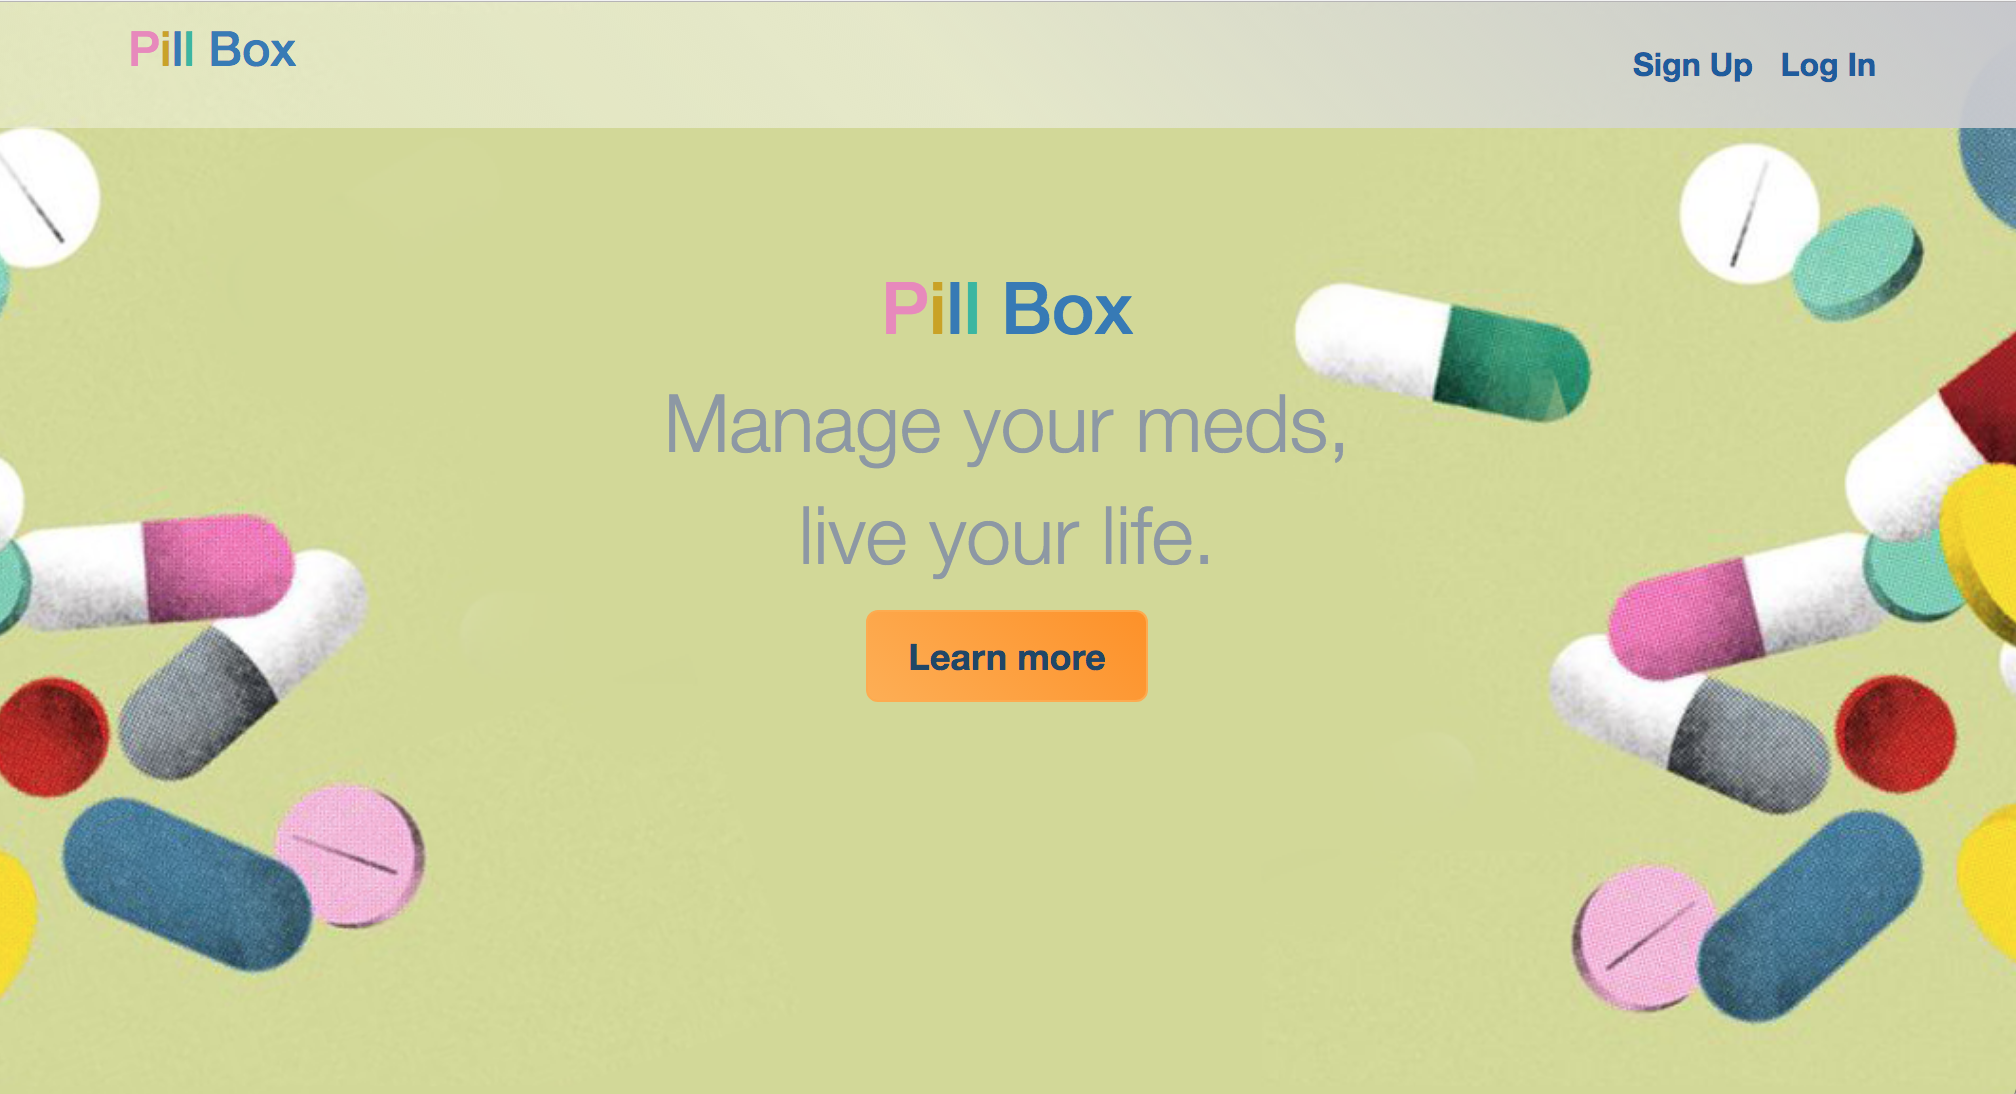 Pill Box
Sign Up Log In
Pill Box
Manage your meds,
live your life.
Learn more